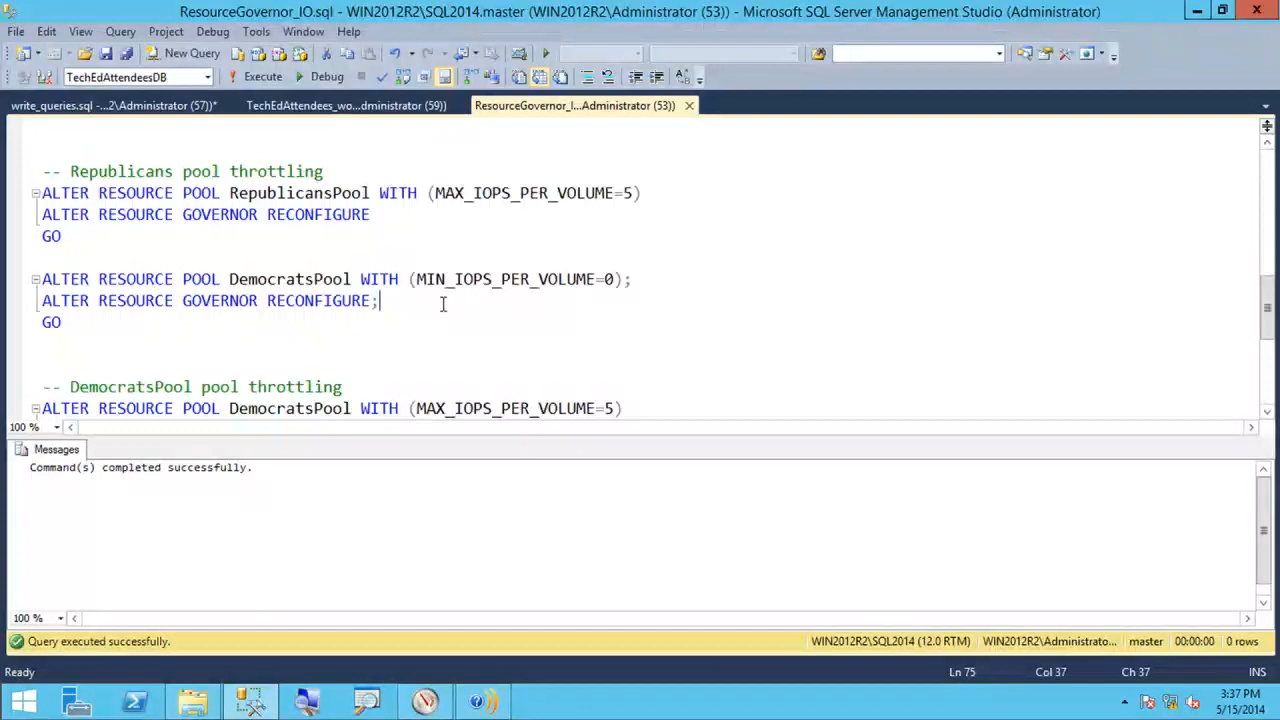 ResourceGovernor_IO.sql - WIN2012R2\SQL2014.master (WIN2012R2\Administrator (53)) - Microsoft SQL Server Management Studio (Administrator)
File Edit View Query Project Debug Tools Window Help
New Query
TechEdAttendeesDB Execute Debug
write_queries.sql -...2\Administrator (57))* TechEdAttendees_wo...dministrator (59)) ResourceGovernor_I...Administrator (53))
-- Republicans pool throttling
ALTER RESOURCE POOL RepublicansPool WITH (MAX_IOPS_PER_VOLUME=5)
ALTER RESOURCE GOVERNOR RECONFIGURE
GO
ALTER RESOURCE POOL DemocratsPool WITH (MIN_IOPS_PER_VOLUME=0);
ALTER RESOURCE GOVERNOR RECONFIGURE;
GO
-- DemocratsPool pool throttling
ALTER RESOURCE POOL DemocratsPool WITH (MAX_IOPS_PER_VOLUME=5)
100 %
Messages
Command(s) completed successfully.
100 %
Query executed successfully. WIN2012R2\SQL2014 (12.0 RTM) WIN2012R2\Administrato... master 00:00:00 0 rows
Ready Ln 75 Col 37 Ch 37 INS
3:37 PM
5/15/2014